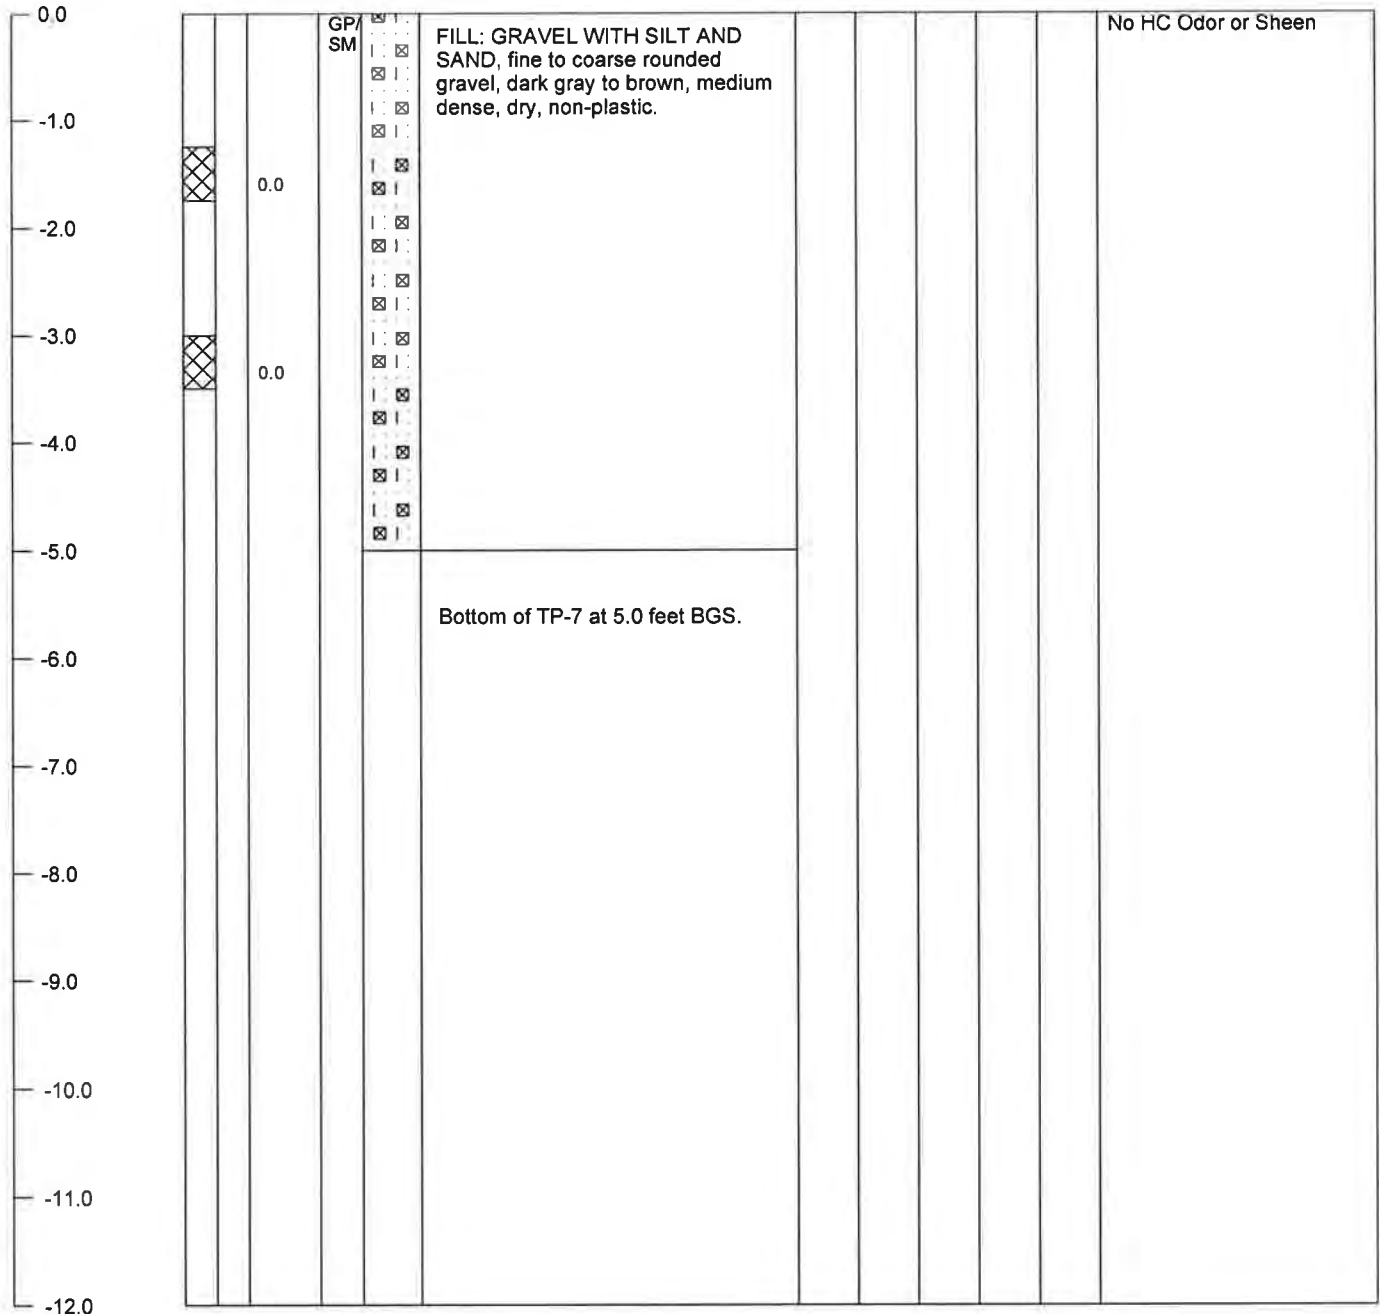 0.0
GP/
SM
FILL: GRAVEL WITH SILT AND
SAND, fine to coarse rounded
gravel, dark gray to brown, medium
dense, dry, non-plastic.
No HC Odor or Sheen
-1.0
0.0
-2.0
-3.0
0.0
-4.0
-5.0
Bottom of TP-7 at 5.0 feet BGS.
-6.0
-7.0
-8.0
-9.0
-10.0
-11.0
-12.0